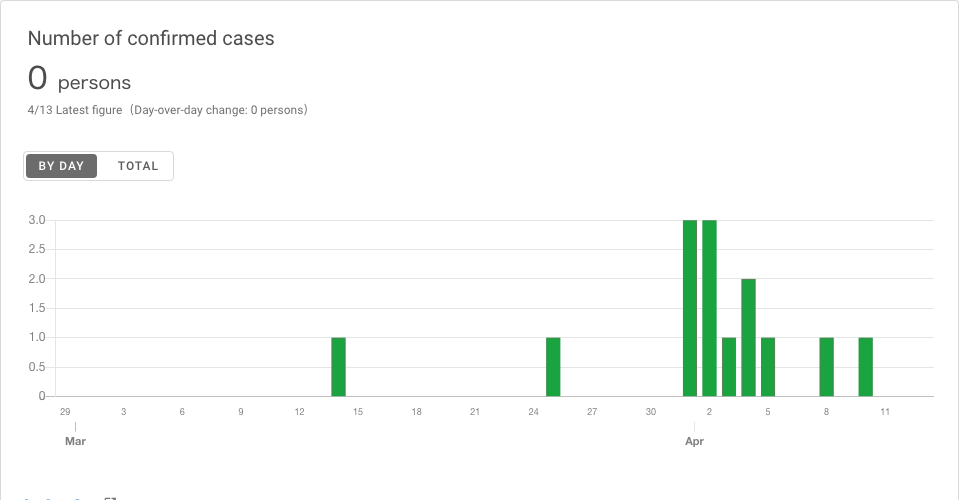 Number of confirmed cases
0 persons
4/13 Latest figure（Day-over-day change: 0 persons）
BY DAY TOTAL
3.0
2.5
2.0
1.5
1.0
0.5
0
29 3 6 9 12 15 18 21 24 27 30 2 5 8 11
Mar Apr